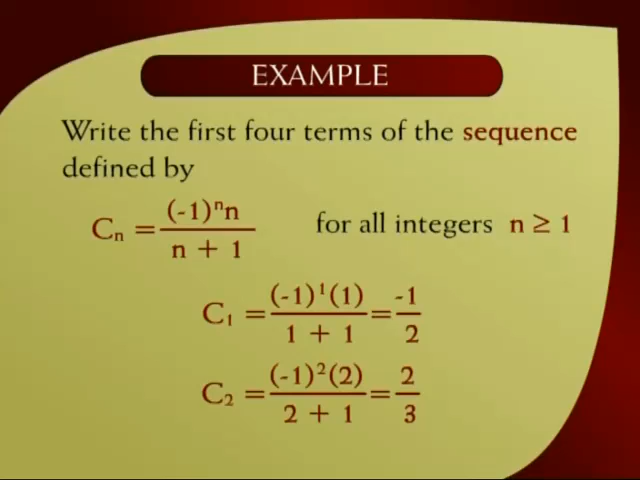 EXAMPLE
Write the first four terms of the sequence
defined by
Cₙ = (-1)ⁿn / n + 1 for all integers n ≥ 1
C₁ = (-1)¹(1) / 1 + 1 = -1 / 2
C₂ = (-1)²(2) / 2 + 1 = 2 / 3